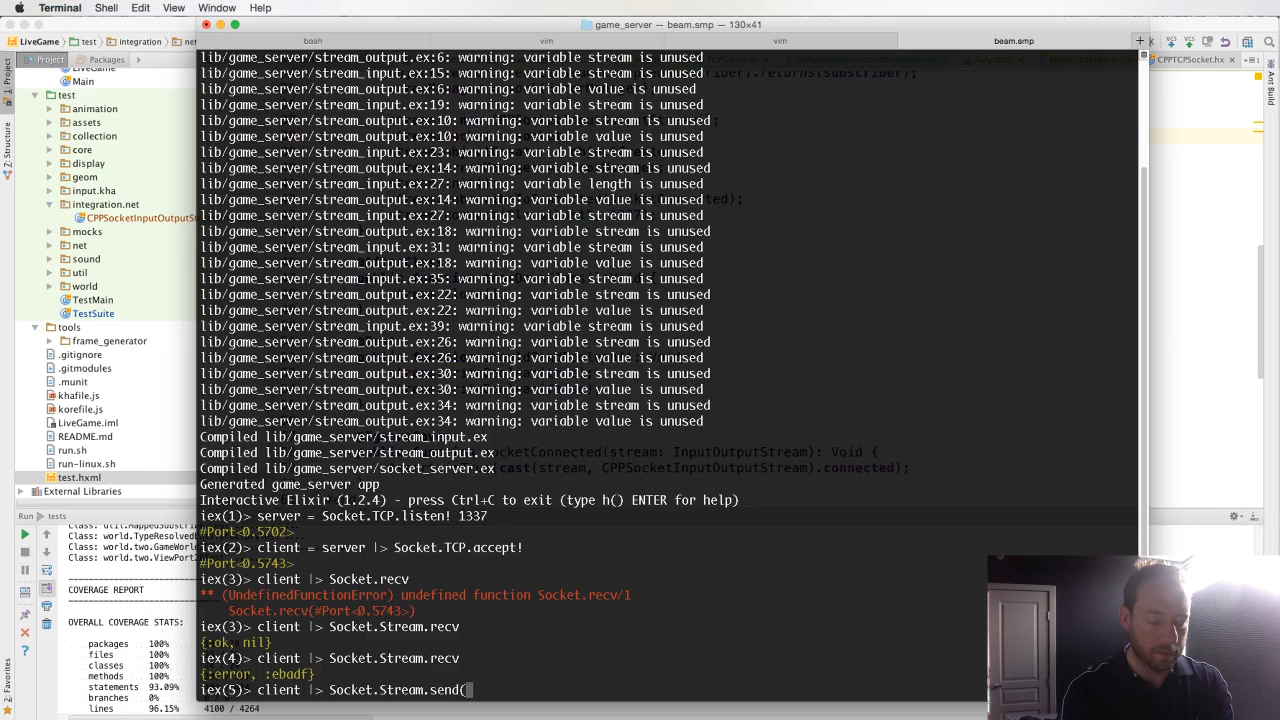 Terminal Shell Edit View Window Help
game_server — beam.smp — 130×41
LiveGame test integration
bash vim vim beam.smp
Project Packages
CPPTCPSocket.hx
Main
test
animation
assets
collection
core
display
geom
input.kha
integration.net
CPPSocketInputOutputSt
mocks
net
sound
util
world
TestMain
TestSuite
tools
frame_generator
.gitignore
.gitmodules
.munit
khafile.js
korefile.js
LiveGame.iml
README.md
run.sh
run-linux.sh
test.hxml
External Libraries
1: Project
7: Structure
2: Favorites
Ant Build
lib/game_server/stream_output.ex:6: warning: variable stream is unused
lib/game_server/stream_input.ex:15: warning: variable stream is unused
lib/game_server/stream_output.ex:6: warning: variable value is unused
lib/game_server/stream_input.ex:19: warning: variable stream is unused
lib/game_server/stream_output.ex:10: warning: variable stream is unused
lib/game_server/stream_output.ex:10: warning: variable value is unused
lib/game_server/stream_input.ex:23: warning: variable stream is unused
lib/game_server/stream_output.ex:14: warning: variable stream is unused
lib/game_server/stream_input.ex:27: warning: variable length is unused
lib/game_server/stream_output.ex:14: warning: variable value is unused
lib/game_server/stream_input.ex:27: warning: variable stream is unused
lib/game_server/stream_output.ex:18: warning: variable stream is unused
lib/game_server/stream_input.ex:31: warning: variable stream is unused
lib/game_server/stream_output.ex:18: warning: variable value is unused
lib/game_server/stream_input.ex:35: warning: variable stream is unused
lib/game_server/stream_output.ex:22: warning: variable stream is unused
lib/game_server/stream_output.ex:22: warning: variable value is unused
lib/game_server/stream_input.ex:39: warning: variable stream is unused
lib/game_server/stream_output.ex:26: warning: variable stream is unused
lib/game_server/stream_output.ex:26: warning: variable value is unused
lib/game_server/stream_output.ex:30: warning: variable stream is unused
lib/game_server/stream_output.ex:30: warning: variable value is unused
lib/game_server/stream_output.ex:34: warning: variable stream is unused
lib/game_server/stream_output.ex:34: warning: variable value is unused
Compiled lib/game_server/stream_input.ex
Compiled lib/game_server/stream_output.ex
Compiled lib/game_server/socket_server.ex
Generated game_server app
Interactive Elixir (1.2.4) - press Ctrl+C to exit (type h() ENTER for help)
iex(1)> server = Socket.TCP.listen! 1337
#Port<0.5702>
iex(2)> client = server |> Socket.TCP.accept!
#Port<0.5743>
iex(3)> client |> Socket.recv
** (UndefinedFunctionError) undefined function Socket.recv/1
Socket.recv(#Port<0.5743>)
iex(3)> client |> Socket.Stream.recv
{:ok, nil}
iex(4)> client |> Socket.Stream.recv
{:error, :ebadf}
iex(5)> client |> Socket.Stream.send(
SocketConnected(stream: InputOutputStream): Void {
cast(stream, CPPSocketInputOutputStream).connected);
Run tests
Class: world.TypeResolvedE
Class: world.two.GameWorld
Class: world.two.ViewPort2
COVERAGE REPORT
OVERALL COVERAGE STATS:
packages 100%
files 100%
classes 100%
methods 100%
statements 93.09%
branches 0%
lines 96.15% 4100 / 4264